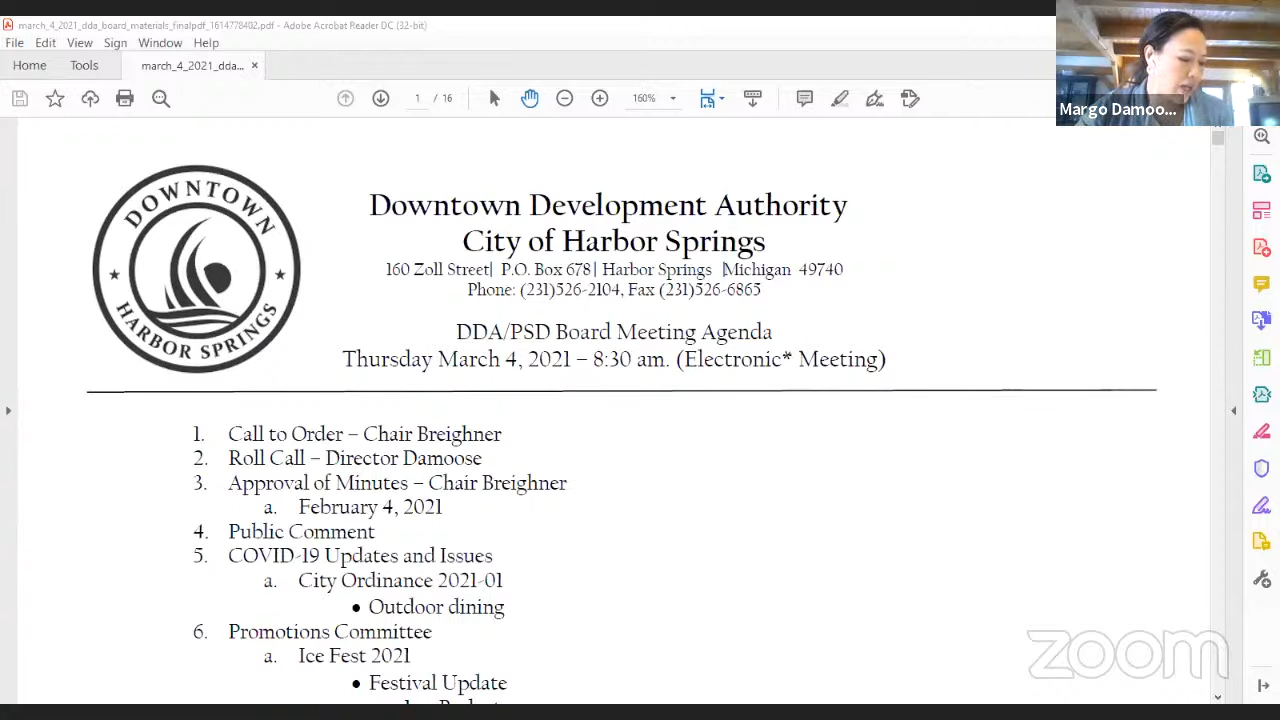 march_4_2021_dda_board_materials_finalpdf_1614778402.pdf - Adobe Acrobat Reader DC (32-bit)
File Edit View Sign Window Help
Home Tools march_4_2021_dda... ×
1 / 16 160%
Margo Damoo...
DOWNTOWN
HARBOR SPRINGS
Downtown Development Authority
City of Harbor Springs
160 Zoll Street| P.O. Box 678| Harbor Springs |Michigan 49740
Phone: (231)526-2104, Fax (231)526-6865
DDA/PSD Board Meeting Agenda
Thursday March 4, 2021 – 8:30 am. (Electronic* Meeting)
1. Call to Order – Chair Breighner
2. Roll Call – Director Damoose
3. Approval of Minutes – Chair Breighner
a. February 4, 2021
4. Public Comment
5. COVID-19 Updates and Issues
a. City Ordinance 2021-01
• Outdoor dining
6. Promotions Committee
a. Ice Fest 2021
• Festival Update
zoom